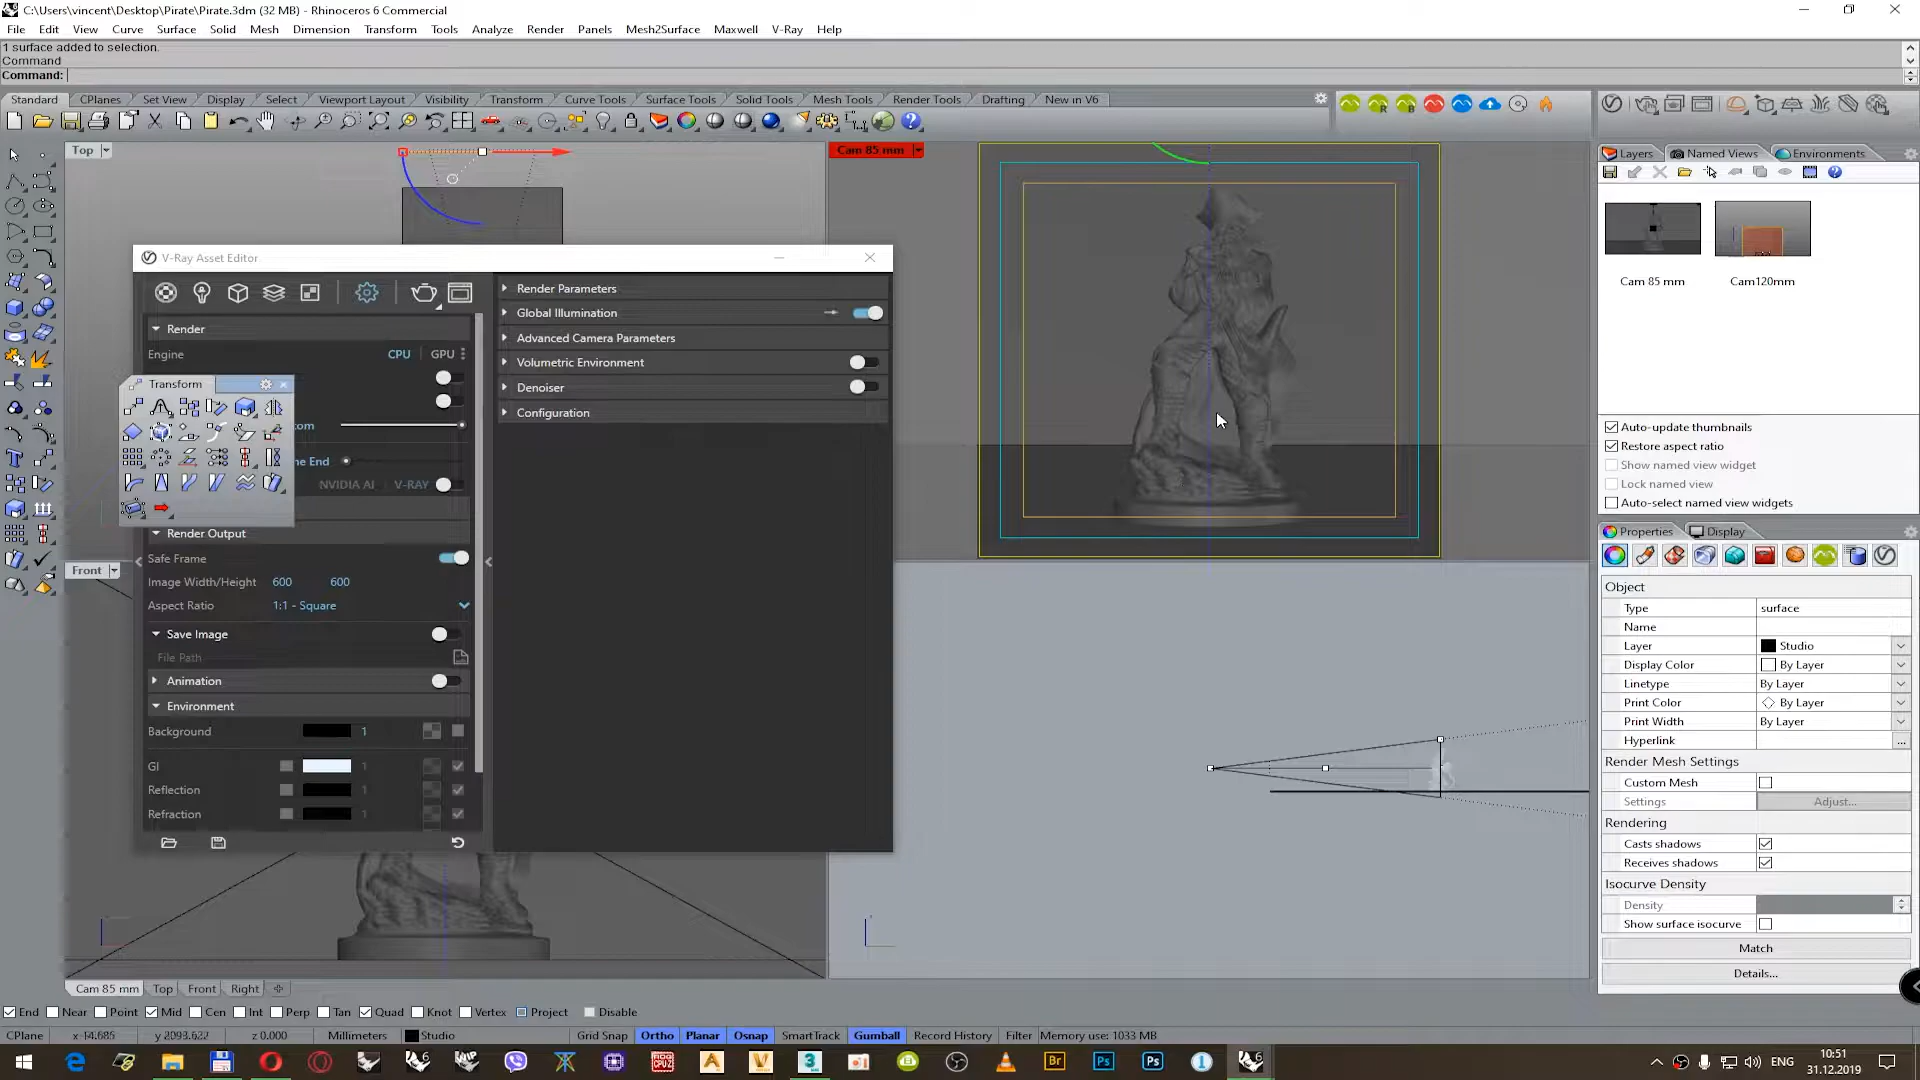 C:\Users\vincent\Desktop\Pirate\Pirate.3dm (32 MB) - Rhinoceros 6 Commercial
File Edit View Curve Surface Solid Mesh Dimension Transform Tools Analyze Render Panels Mesh2Surface Maxwell V-Ray Help
1 surface added to selection.
Command
Command:
Standard CPlanes Set View Display Select Viewport Layout Visibility Transform Curve Tools Surface Tools Solid Tools Mesh Tools Render Tools Drafting New in V6
Top
Cam 85 mm
Layers Named Views Environments
Cam 85 mm Cam120mm
V-Ray Asset Editor
Render
Engine CPU GPU
Transform
NVIDIA AI V-RAY
Render Output
Safe Frame
Image Width/Height 600 600
Aspect Ratio 1:1 - Square
Save Image
File Path
Animation
Environment
Background 1
GI 1
Reflection 1
Refraction 1
Render Parameters
Global Illumination
Advanced Camera Parameters
Volumetric Environment
Denoiser
Configuration
Front
Auto-update thumbnails
Restore aspect ratio
Show named view widget
Lock named view
Auto-select named view widgets
Properties Display
Object
Type surface
Name
Layer Studio
Display Color By Layer
Linetype By Layer
Print Color By Layer
Print Width By Layer
Hyperlink ...
Render Mesh Settings
Custom Mesh
Settings Adjust...
Rendering
Casts shadows
Receives shadows
Isocurve Density
Density
Show surface isocurve
Match
Details...
Cam 85 mm Top Front Right
End Near Point Mid Cen Int Perp Tan Quad Knot Vertex Project Disable
CPlane z 0.000 Millimeters Studio Grid Snap Ortho Planar Osnap SmartTrack Gumball Record History Filter Memory use: 1033 MB
ENG 10:51
31.12.2019